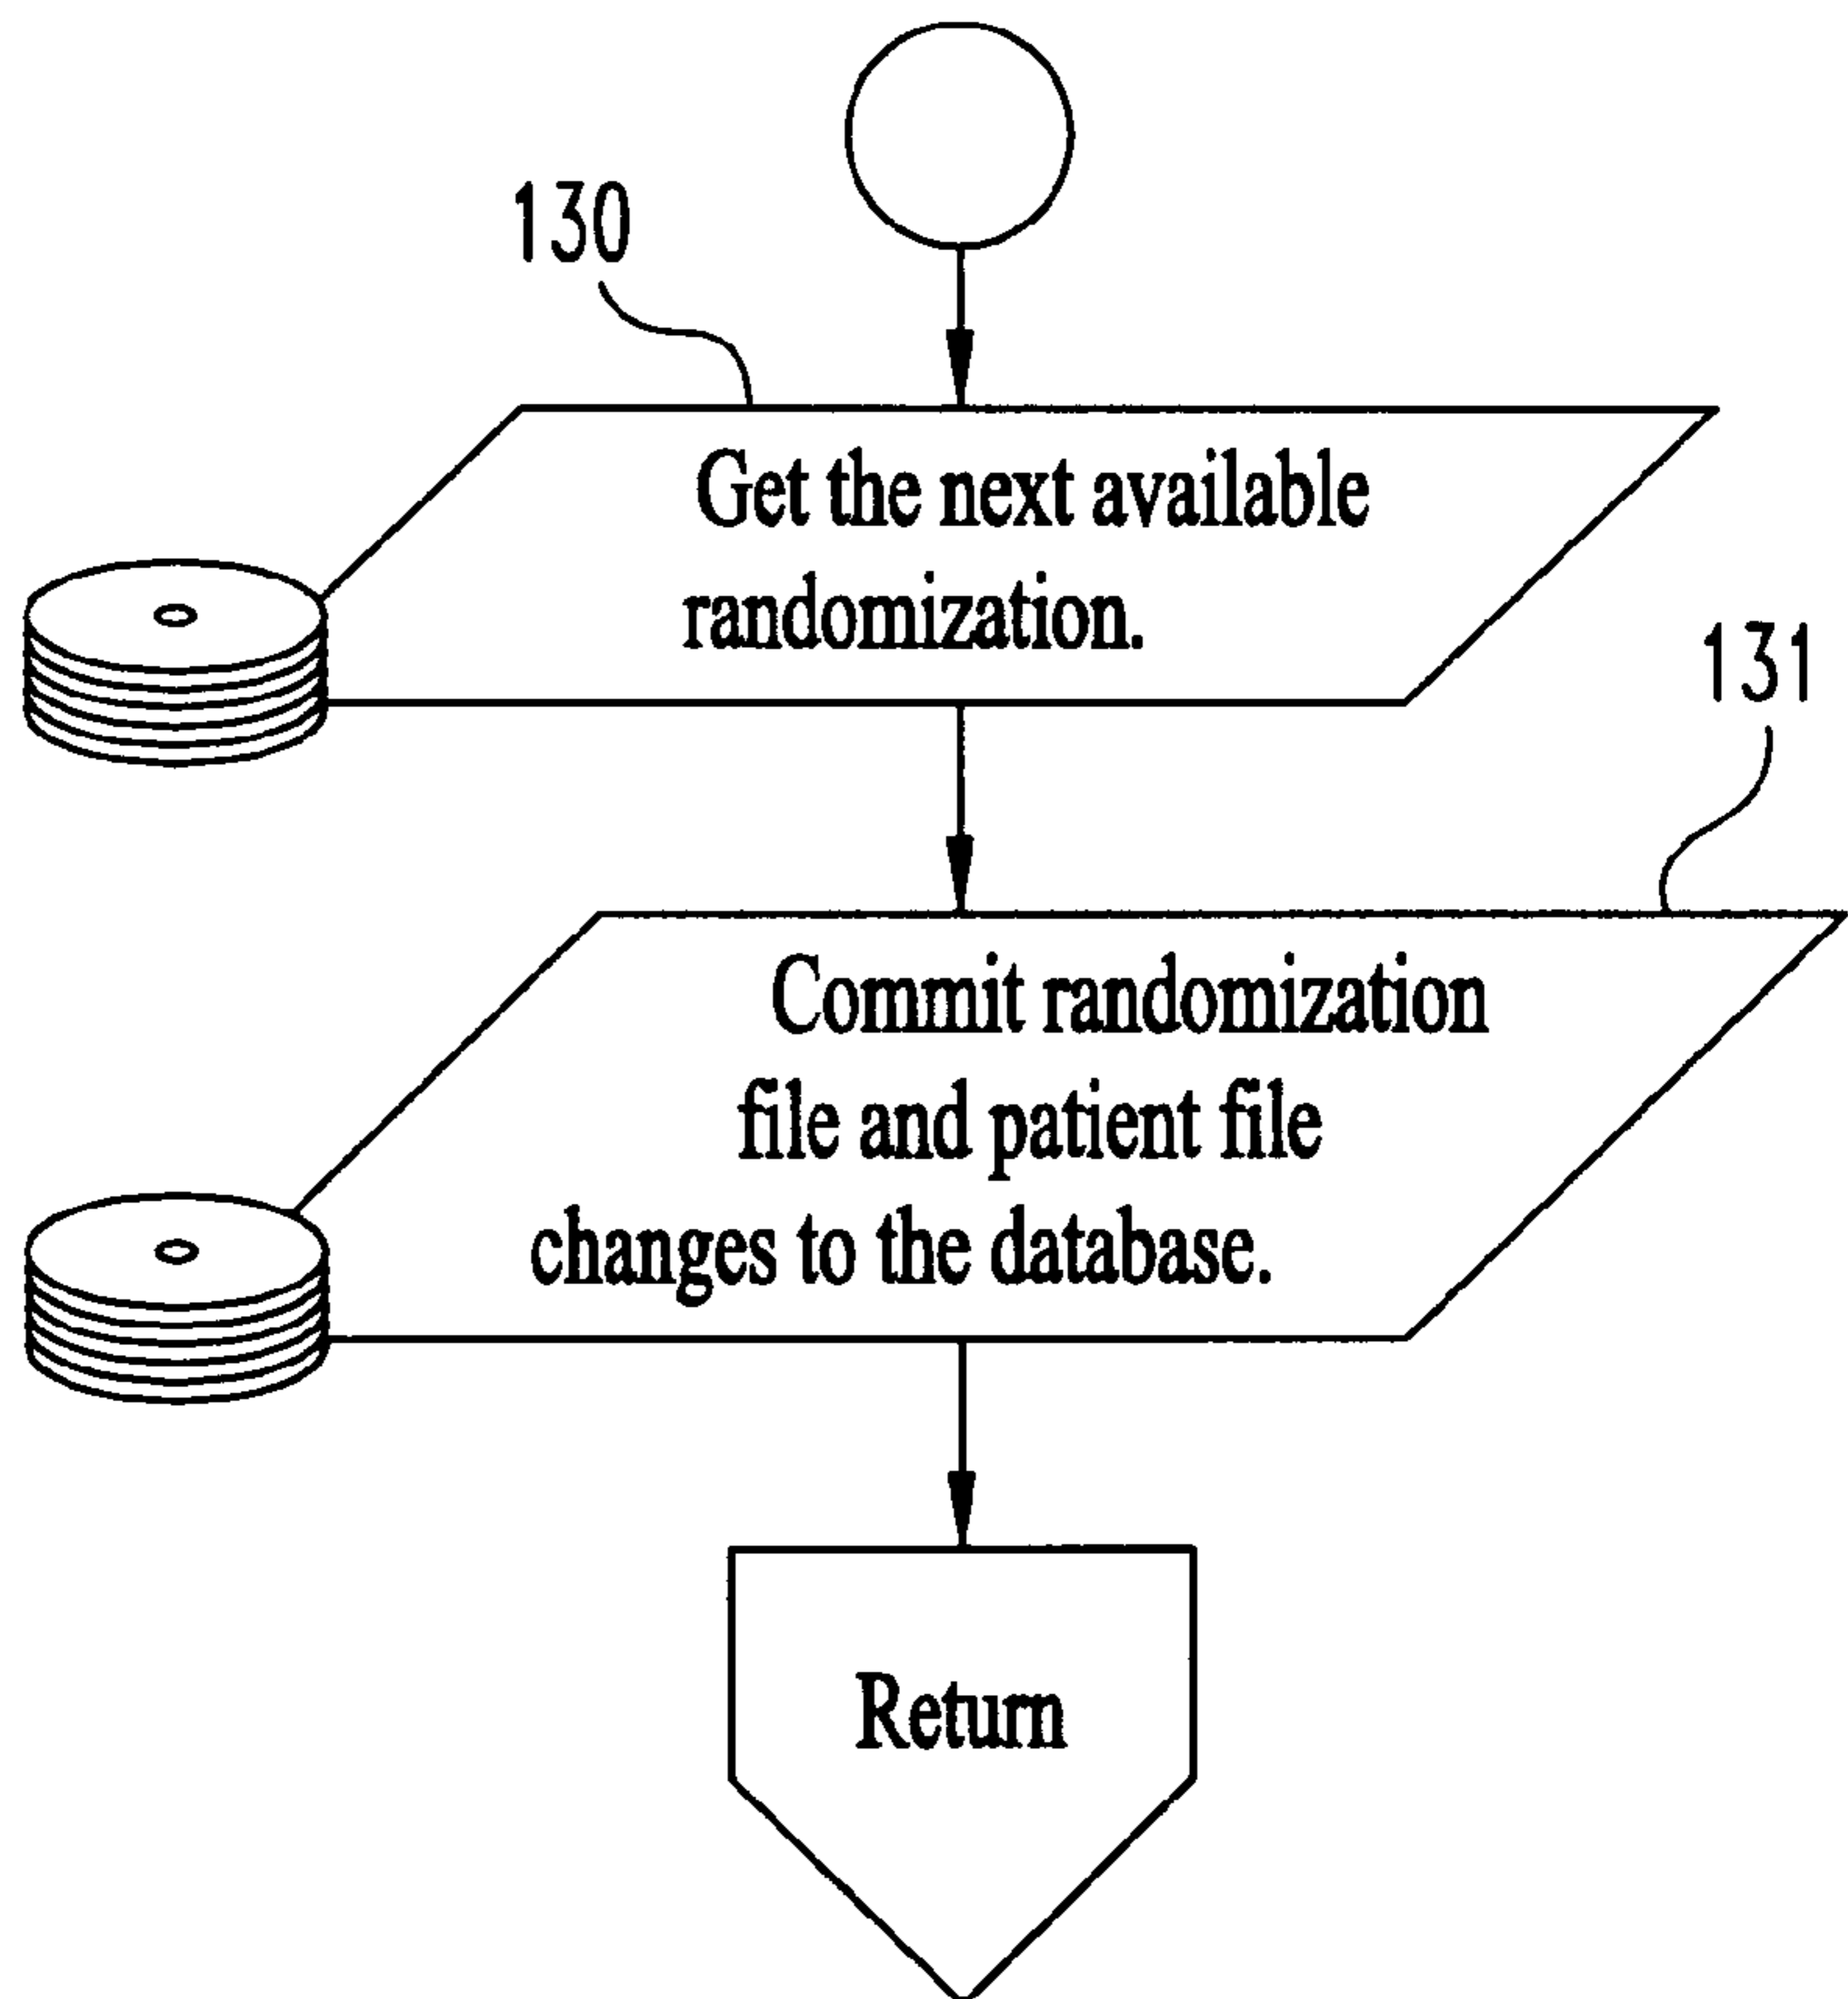 130
Get the next available
randomization.
131
Commit randomization
file and patient file
changes to the database.
Return